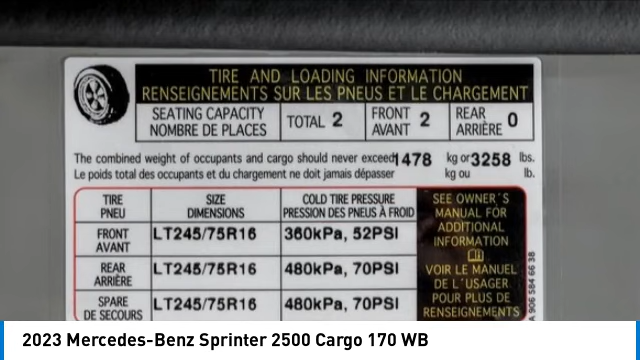 TIRE AND LOADING INFORMATION
RENSEIGNEMENTS SUR LES PNEUS ET LE CHARGEMENT
SEATING CAPACITY
NOMBRE DE PLACES
TOTAL 2
FRONT
AVANT 2
REAR
ARRIÈRE 0
The combined weight of occupants and cargo should never exceed 1478 kg or 3258 lbs.
Le poids total des occupants et du chargement ne doit jamais dépasser kg ou lb.
TIRE
PNEU
SIZE
DIMENSIONS
COLD TIRE PRESSURE
PRESSION DES PNEUS À FROID
FRONT
AVANT
LT245/75R16
360kPa, 52PSI
REAR
ARRIÈRE
LT245/75R16
480kPa, 70PSI
SPARE
DE SECOURS
LT245/75R16
480kPa, 70PSI
SEE OWNER'S
MANUAL FOR
ADDITIONAL
INFORMATION
VOIR LE MANUEL
DE L'USAGER
POUR PLUS DE
RENSEIGNEMENTS
A 906 584 66 38
2023 Mercedes-Benz Sprinter 2500 Cargo 170 WB